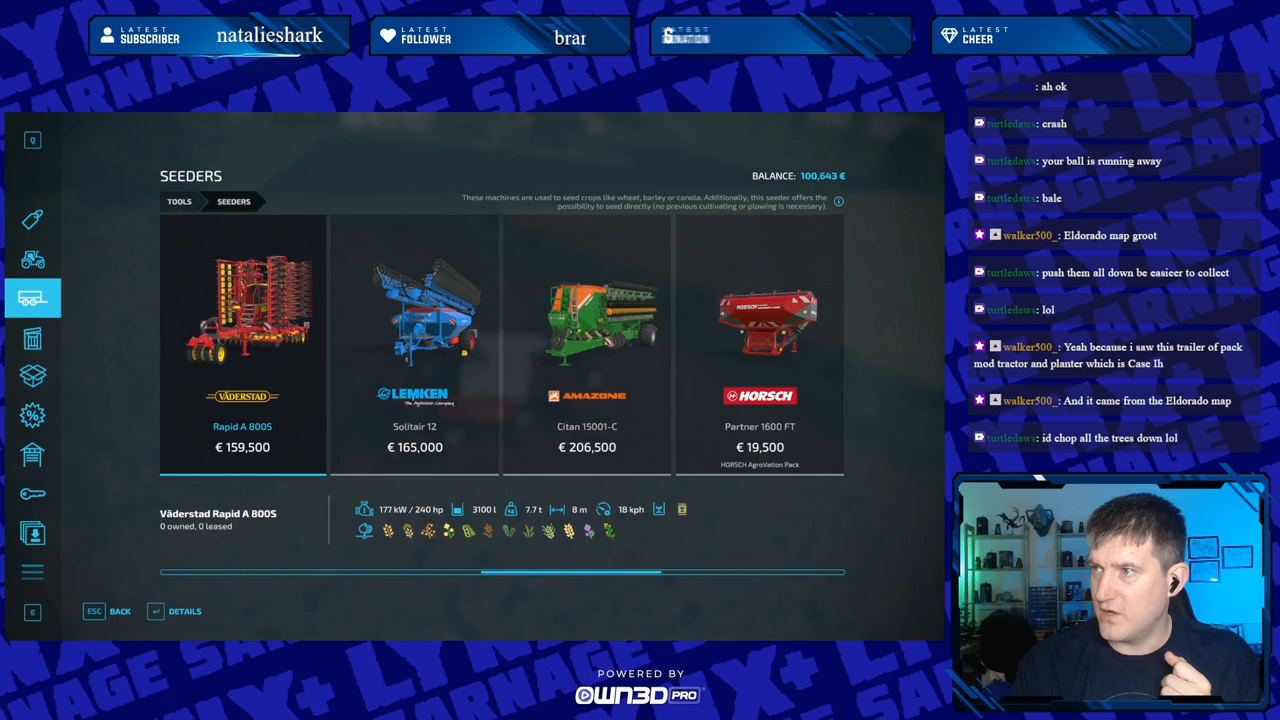 LATEST
SUBSCRIBER
natalieshark
LATEST
FOLLOWER
brar
LATEST
LATEST
CHEER
Q
SEEDERS
BALANCE: 100,643 €
TOOLS
SEEDERS
These machines are used to seed crops like wheat, barley or canola. Additionally, this seeder offers the
possibility to seed directly (no previous cultivating or plowing is necessary).
VÄDERSTAD
Rapid A 800S
€ 159,500
LEMKEN
The Agrovision Company
Solitair 12
€ 165,000
AMAZONE
Citan 15001-C
€ 206,500
HORSCH
Partner 1600 FT
€ 19,500
HORSCH AgroVation Pack
Väderstad Rapid A 800S
0 owned, 0 leased
177 kW / 240 hp
3100 l
7.7 t
8 m
18 kph
E
ESC BACK
DETAILS
: ah ok
turtledaws: crash
turtledaws: your ball is running away
turtledaws: bale
walker500_: Eldorado map groot
turtledaws: push them all down be easieer to collect
turtledaws: lol
walker500_: Yeah because i saw this trailer of pack
mod tractor and planter which is Case Ih
walker500_: And it came from the Eldorado map
turtledaws: id chop all the trees down lol
POWERED BY
OWN3D PRO